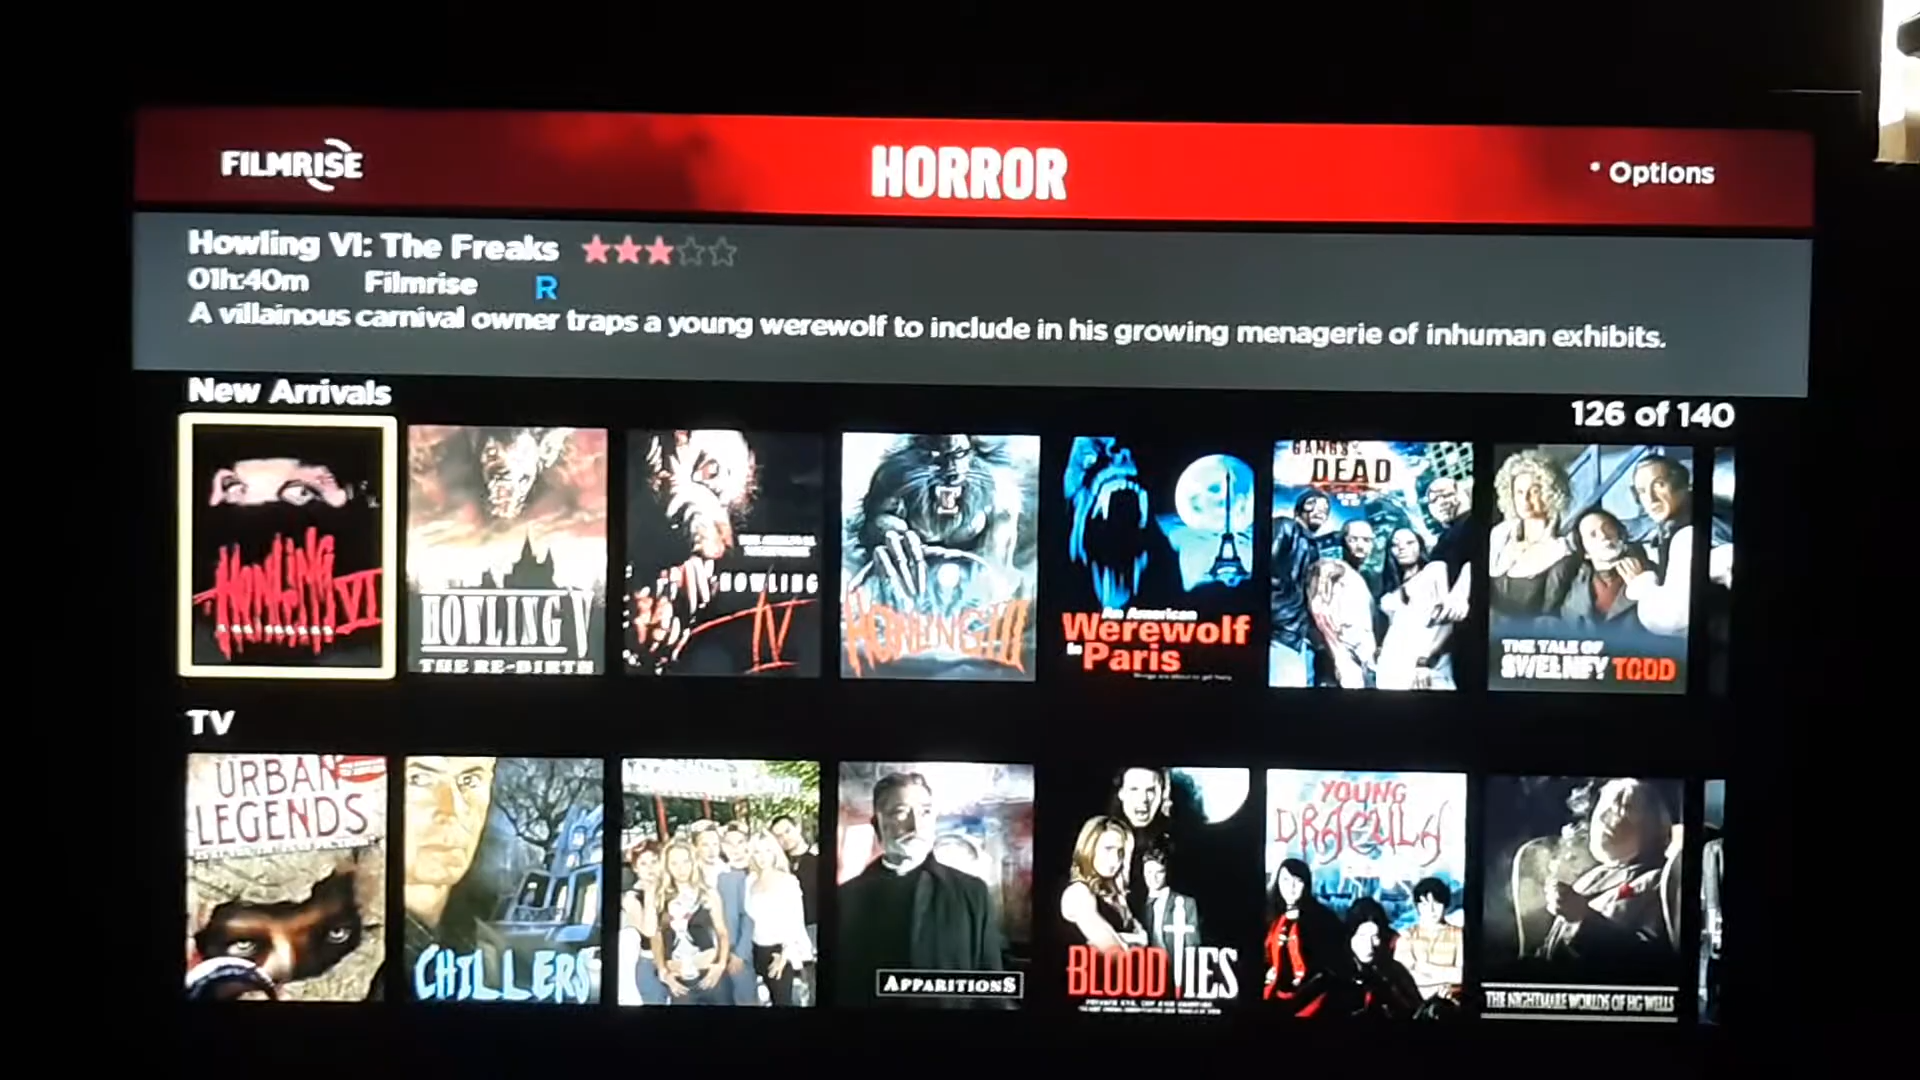 FILMRISE
HORROR
* Options
Howling VI: The Freaks
01h:40m Filmrise R
A villainous carnival owner traps a young werewolf to include in his growing menagerie of inhuman exhibits.
New Arrivals
126 of 140
HOWLING VI
HOWLING V
THE RE-BIRTH
HOWLING
IV
HOWLING III
An American
Werewolf
in Paris
GANGS OF THE
DEAD
THE TALE OF
SWEENEY TODD
TV
URBAN
LEGENDS
CHILLERS
APPARITIONS
BLOOD TIES
YOUNG
DRACULA
THE NIGHTMARE WORLDS OF HG WELLS